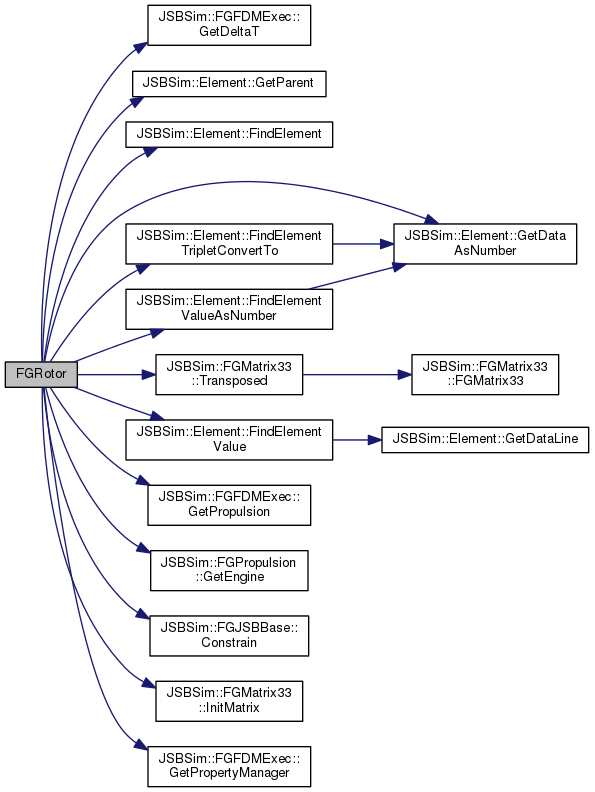 JSBSim::FGFDMExec::
GetDeltaT
JSBSim::Element::GetParent
JSBSim::Element::FindElement
JSBSim::Element::FindElement
TripletConvertTo
JSBSim::Element::GetData
AsNumber
JSBSim::Element::FindElement
ValueAsNumber
FGRotor
JSBSim::FGMatrix33
::Transposed
JSBSim::FGMatrix33
::FGMatrix33
JSBSim::Element::FindElement
Value
JSBSim::Element::GetDataLine
JSBSim::FGFDMExec::
GetPropulsion
JSBSim::FGPropulsion
::GetEngine
JSBSim::FGJSBBase::
Constrain
JSBSim::FGMatrix33
::InitMatrix
JSBSim::FGFDMExec::
GetPropertyManager